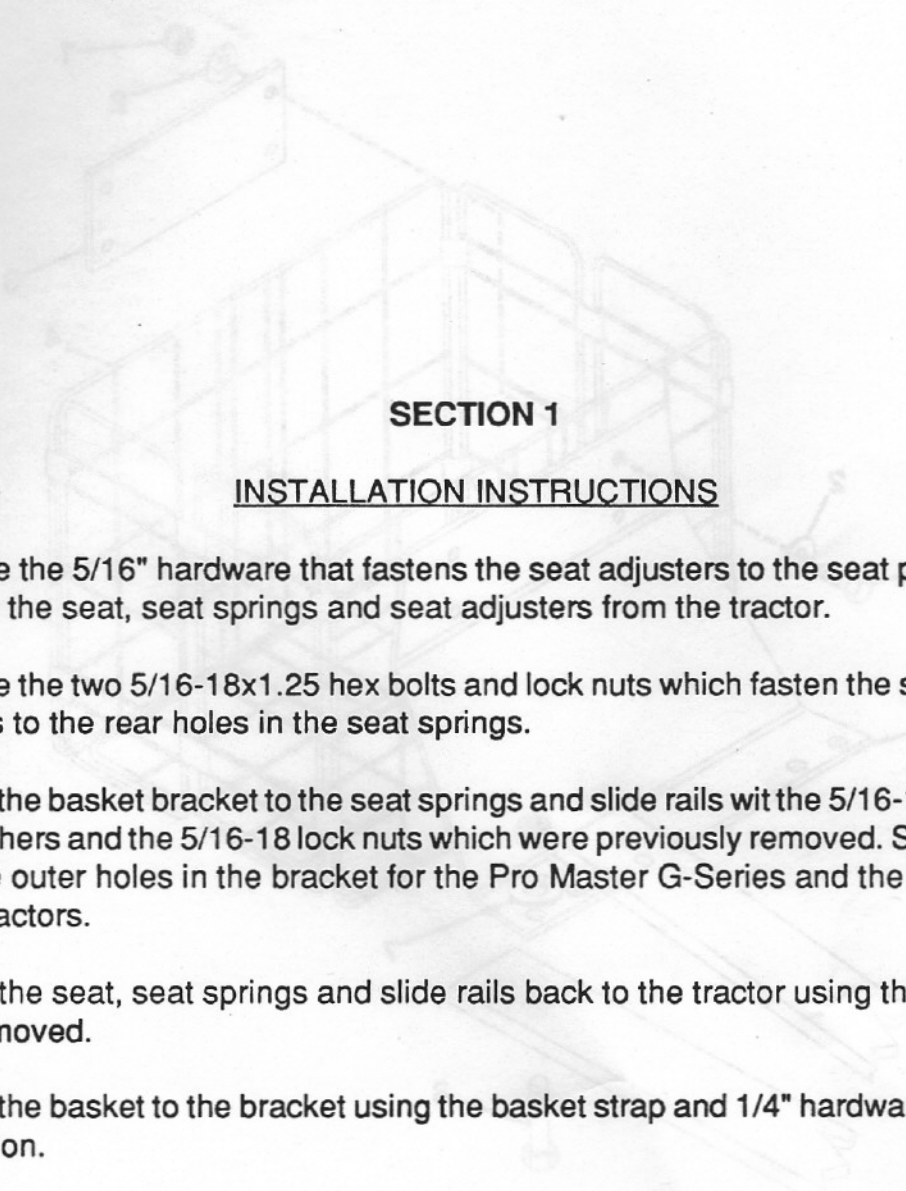 SECTION 1
INSTALLATION INSTRUCTIONS
e the 5/16" hardware that fastens the seat adjusters to the seat p
the seat, seat springs and seat adjusters from the tractor.
e the two 5/16-18x1.25 hex bolts and lock nuts which fasten the s
s to the rear holes in the seat springs.
the basket bracket to the seat springs and slide rails wit the 5/16-
hers and the 5/16-18 lock nuts which were previously removed. S
outer holes in the bracket for the Pro Master G-Series and the
actors.
the seat, seat springs and slide rails back to the tractor using th
moved.
the basket to the bracket using the basket strap and 1/4" hardwa
on.